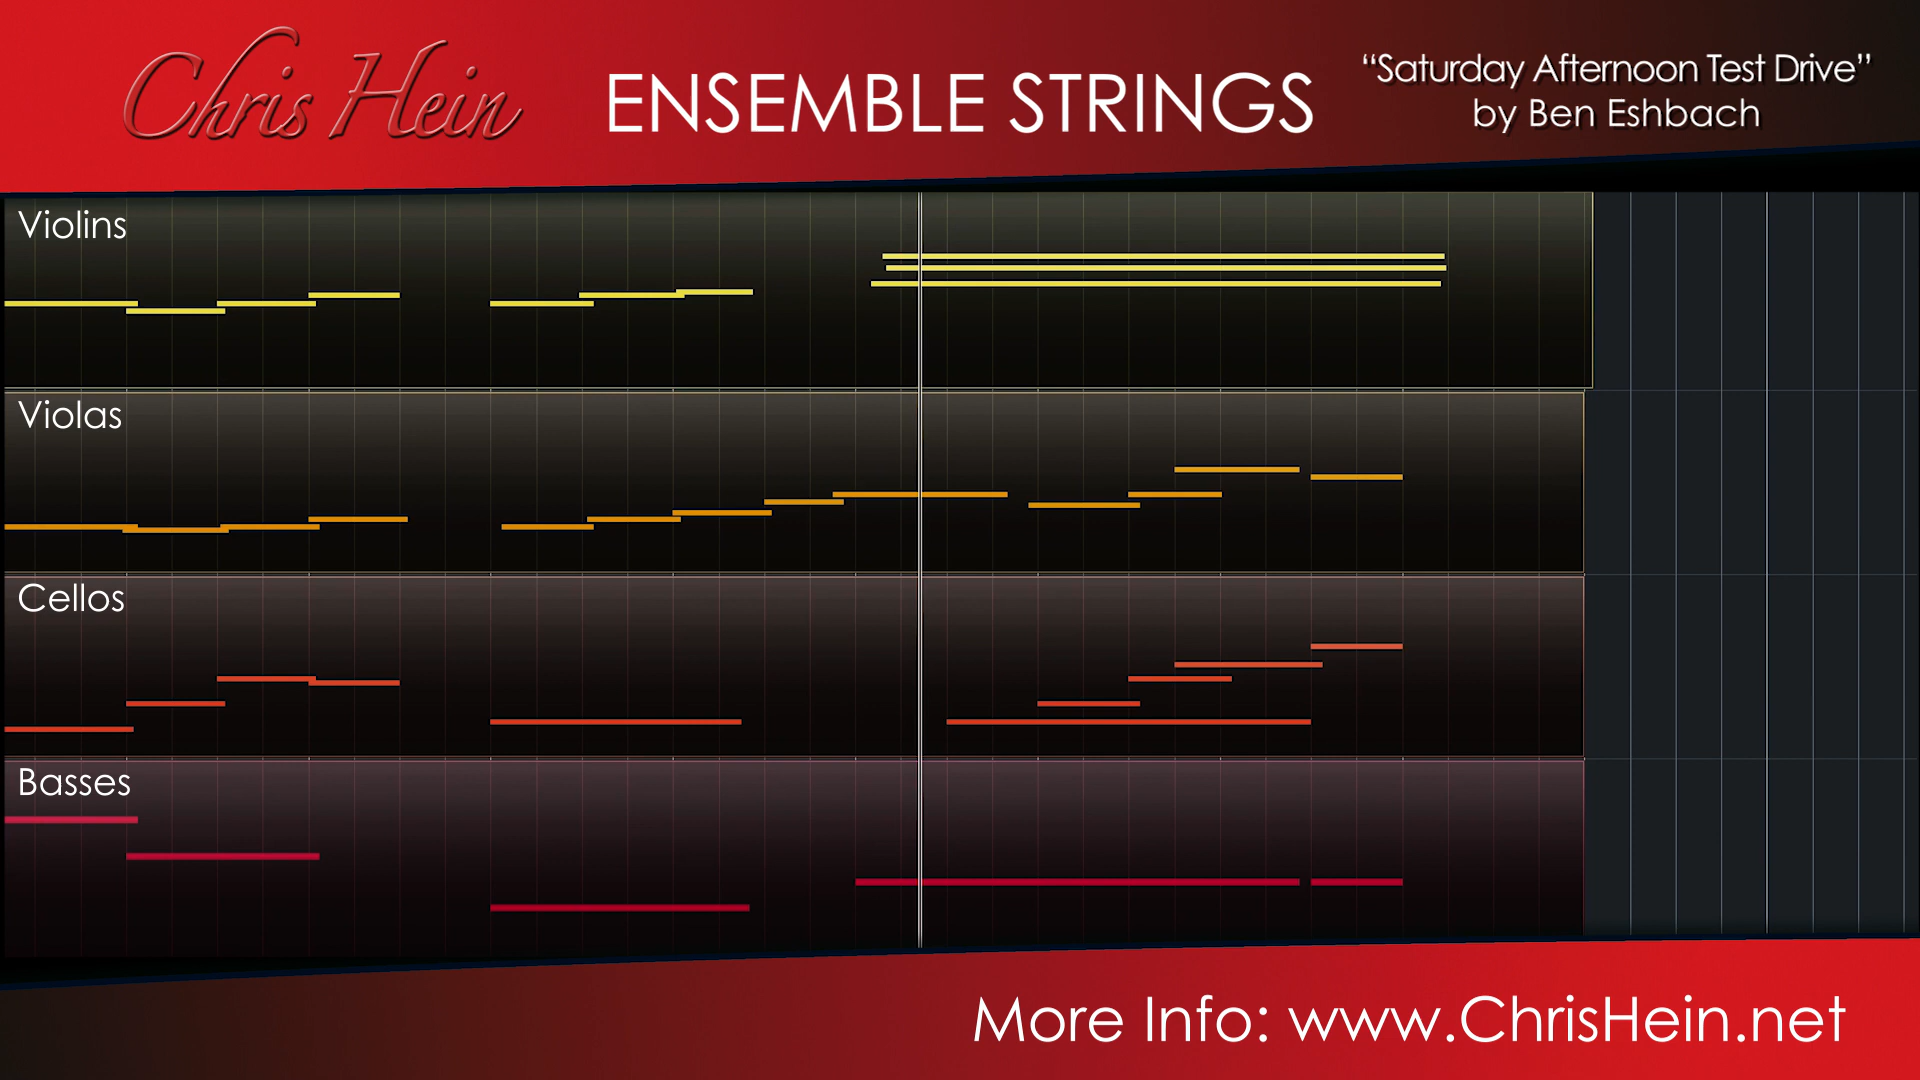 Chris Hein
ENSEMBLE STRINGS
“Saturday Afternoon Test Drive”
by Ben Eshbach
Violins
Violas
Cellos
Basses
More Info: www.ChrisHein.net